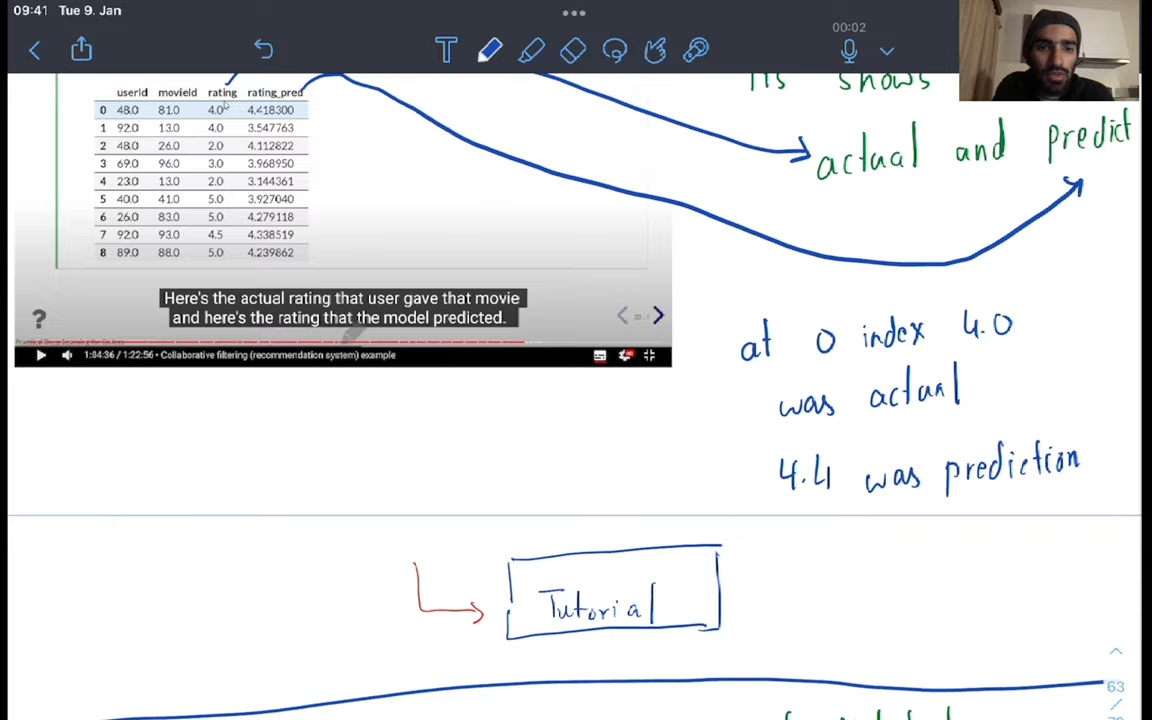 09:41 Tue 9. Jan
00:02
its shows
actual and predict
userId movieId rating rating_pred
0 48.0 81.0 4.0 4.418300
1 92.0 13.0 4.0 3.547763
2 48.0 26.0 2.0 4.112822
3 69.0 96.0 3.0 3.968950
4 23.0 13.0 2.0 3.144361
5 40.0 41.0 5.0 3.927040
6 26.0 83.0 5.0 4.279118
7 92.0 93.0 4.5 4.338519
8 89.0 88.0 5.0 4.239862
Here's the actual rating that user gave that movie
and here's the rating that the model predicted.
?
1:04:36 / 1:22:56 • Collaborative filtering (recommendation system) example
at 0 index 4.0
was actual
4.4 was prediction
Tutorial
63
/